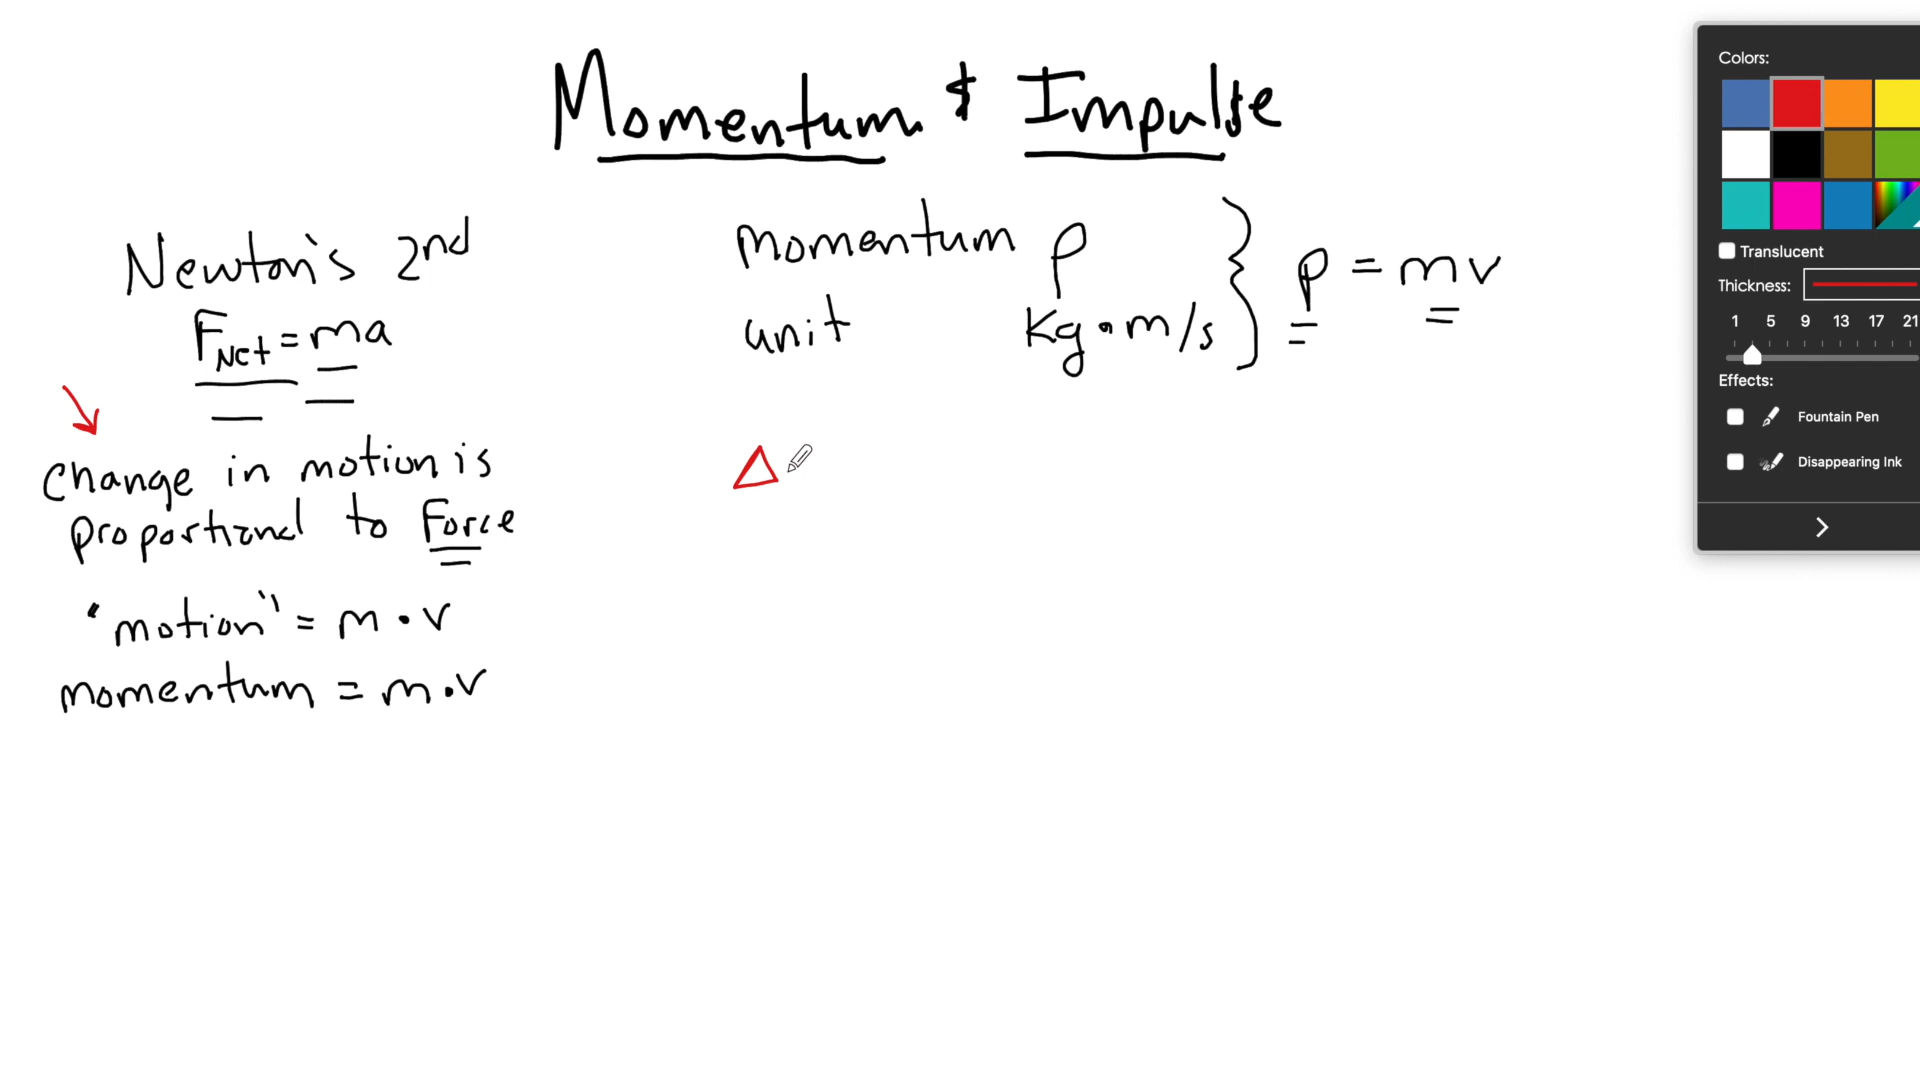 Momentum & Impulse
Newton's 2nd
FNet = ma
Change in motion is
proportional to Force
"motion" = m · v
momentum = m · v
momentum p
unit Kg · m/s
p = mv
Δ
Colors:
Translucent
Thickness:
1 5 9 13 17 21
Effects:
Fountain Pen
Disappearing Ink